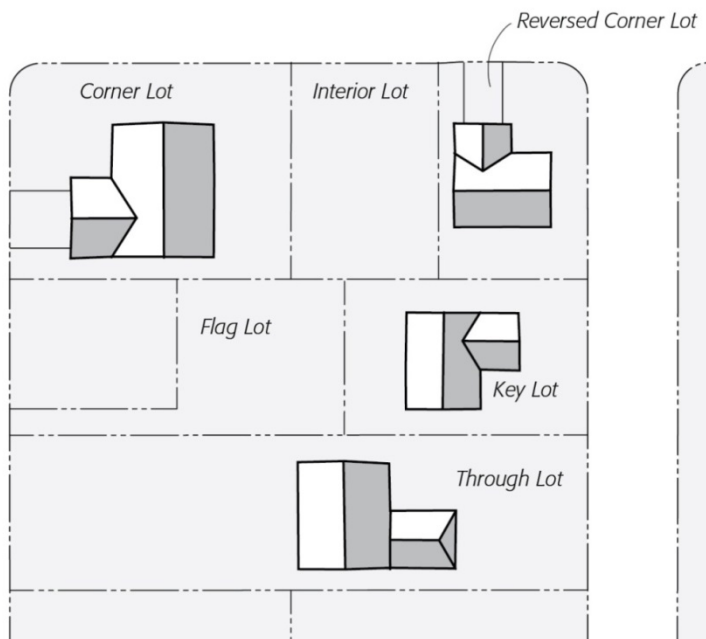 Reversed Corner Lot
Corner Lot
Interior Lot
Flag Lot
Key Lot
Through Lot